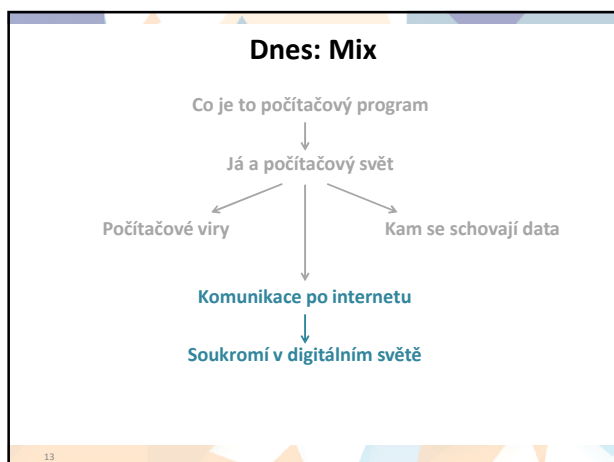 Dnes: Mix
Co je to počítačový program
Já a počítačový svět
Počítačové viry
Kam se schovají data
Komunikace po internetu
Soukromí v digitálním světě
13